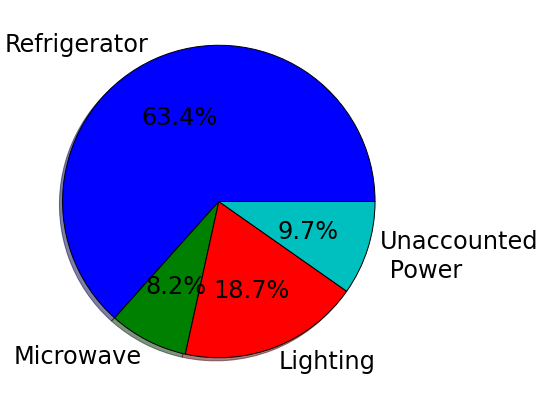 Refrigerator
63.4%
9.7%
Unaccounted
Power
8.2%
18.7%
Microwave
Lighting